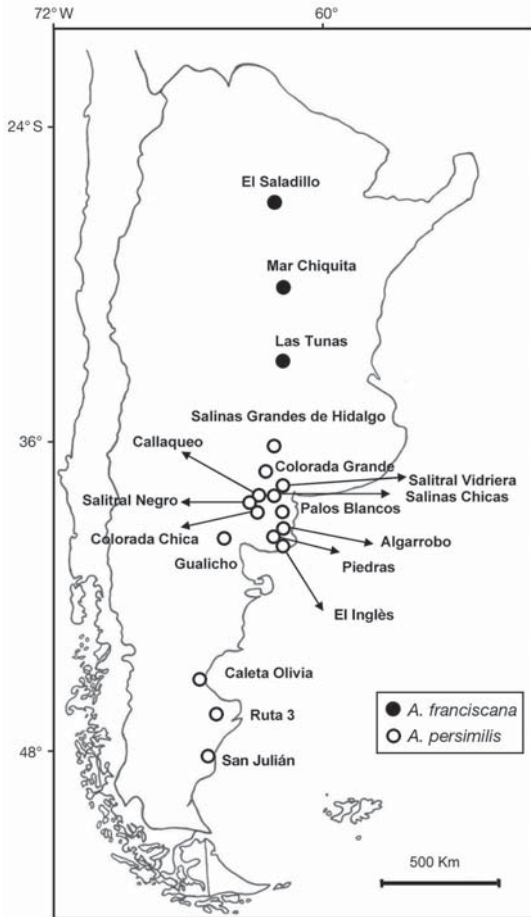 72° W
60°
24° S
El Saladillo
Mar Chiquita
Las Tunas
Salinas Grandes de Hidalgo
36°
Callaqueo
Colorada Grande
Salitral Vidriera
Salitral Negro
Salinas Chicas
Palos Blancos
Colorada Chica
Algarrobo
Gualicho
Piedras
El Inglès
Caleta Olivia
A. franciscana
Ruta 3
A. persimilis
48°
San Julián
500 Km